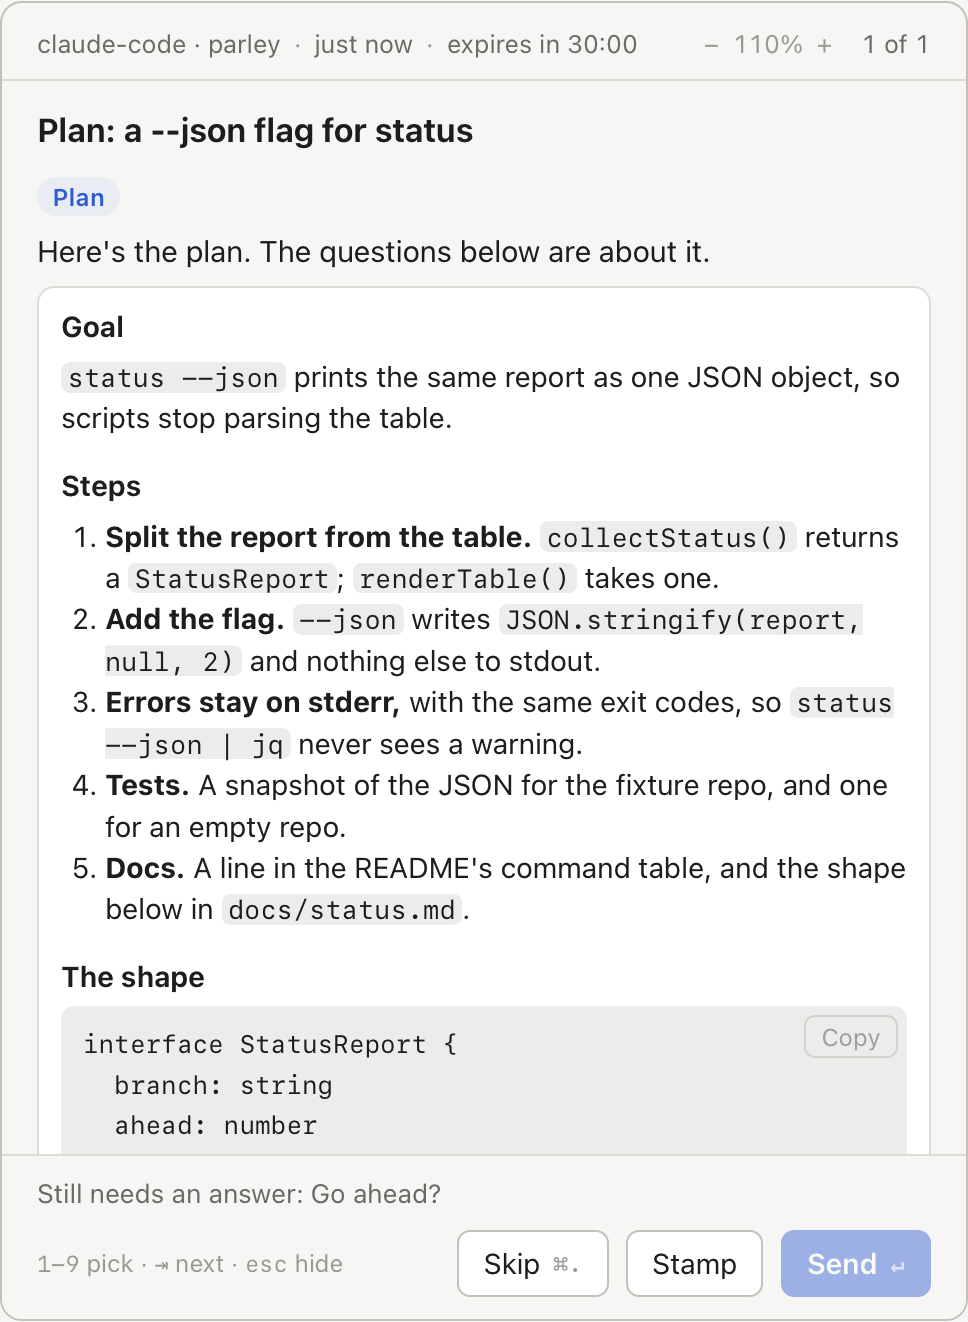 claude-code · parley · just now · expires in 30:00 − 110% + 1 of 1
Plan: a --json flag for status
Plan
Here's the plan. The questions below are about it.
Goal
status --json prints the same report as one JSON object, so
scripts stop parsing the table.
Steps
1. Split the report from the table. collectStatus() returns
a StatusReport; renderTable() takes one.
2. Add the flag. --json writes JSON.stringify(report,
null, 2) and nothing else to stdout.
3. Errors stay on stderr, with the same exit codes, so status
--json | jq never sees a warning.
4. Tests. A snapshot of the JSON for the fixture repo, and one
for an empty repo.
5. Docs. A line in the README's command table, and the shape
below in docs/status.md.
The shape
Copy
interface StatusReport {
  branch: string
  ahead: number
Still needs an answer: Go ahead?
1–9 pick · ⇥ next · esc hide Skip ⌘. Stamp Send ↵